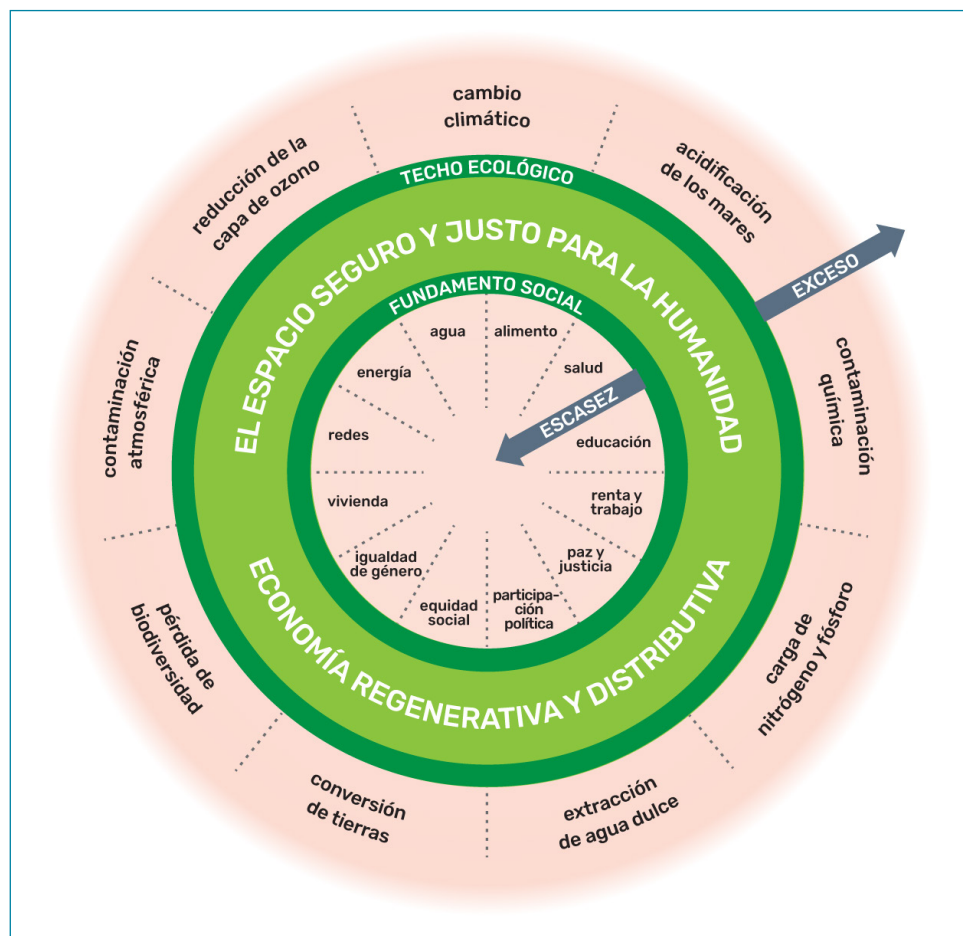 cambio
climático
acidificación
de los mares
EXCESO
contaminación
química
carga de
nitrógeno y fósforo
extracción
de agua dulce
conversión
de tierras
pérdida de
biodiversidad
contaminación
atmosférica
reducción de la
capa de ozono
TECHO ECOLÓGICO
EL ESPACIO SEGURO Y JUSTO PARA LA HUMANIDAD
ECONOMÍA REGENERATIVA Y DISTRIBUTIVA
FUNDAMENTO SOCIAL
agua
alimento
salud
ESCASEZ
educación
renta y
trabajo
paz y
justicia
participa-
ción
política
equidad
social
igualdad
de género
vivienda
redes
energía